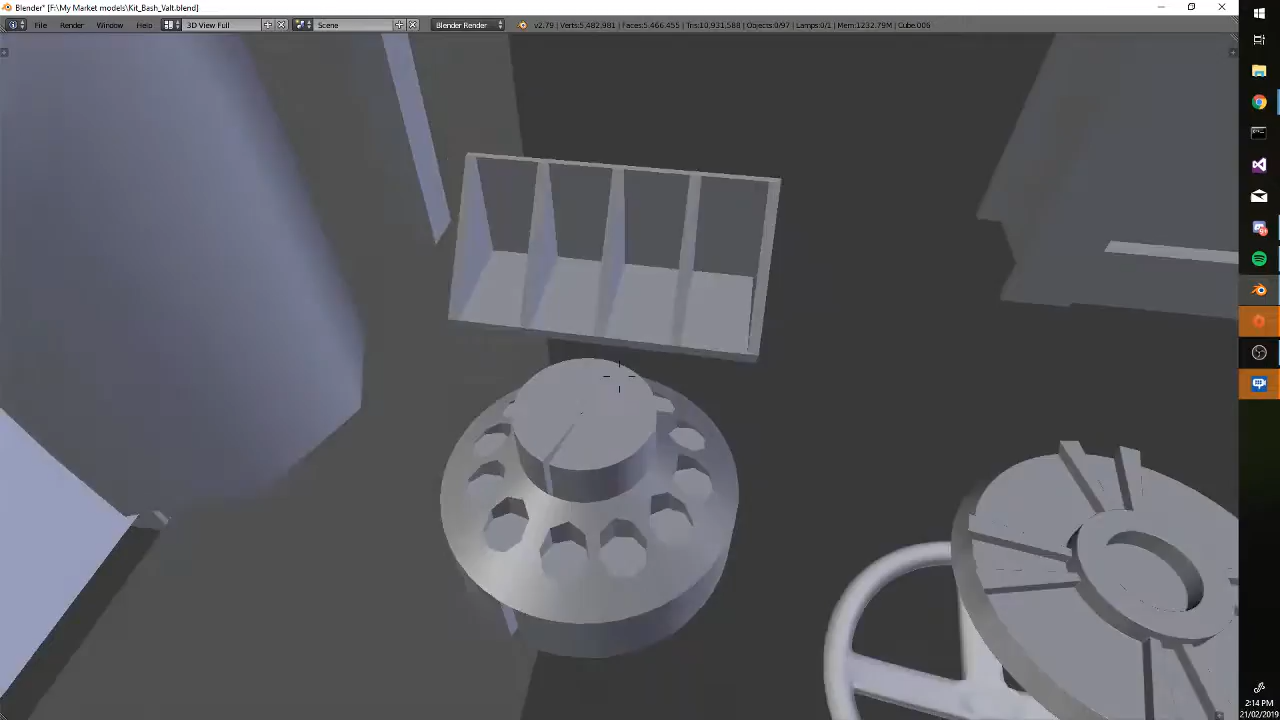 Blender* [F:\My Market models\Kit_Bash_Valt.blend]
File Render Window Help 3D View Full Scene Blender Render v2.79 | Verts:5,482,981 | Faces:5,466,455 | Tris:10,931,588 | Objects:0/97 | Lamps:0/1 | Mem:1232.79M | Cube.006
2:14 PM
21/02/2019